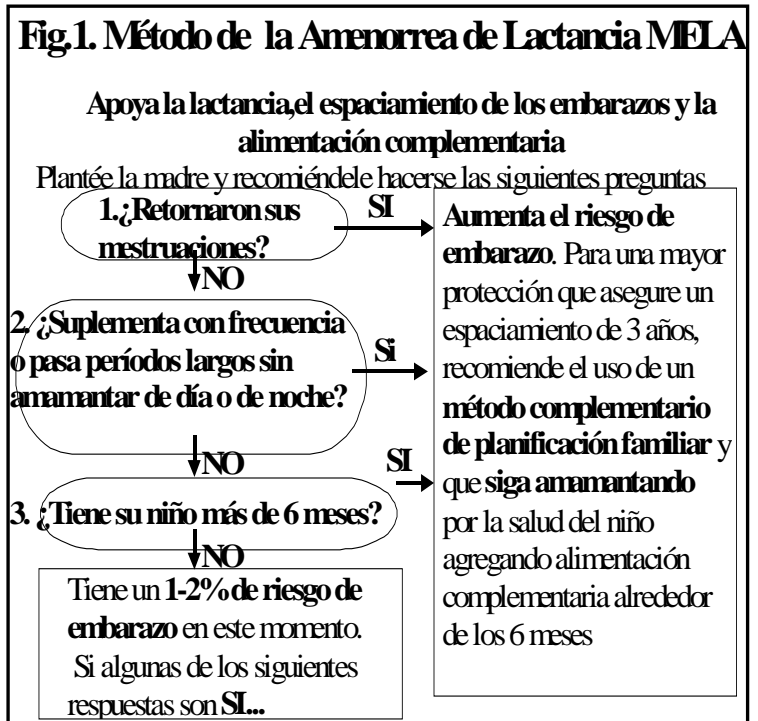 Fig.1. Método de la Amenorrea de Lactancia MELA
Apoya la lactancia,el espaciamiento de los embarazos y la
alimentación complementaria
Plantée la madre y recomiéndele hacerse las siguientes preguntas
1.¿Retornaron sus
mestruaciones?
SI
NO
2. ¿Suplementa con frecuencia
o pasa períodos largos sin
amamantar de día o de noche?
Si
NO
3. ¿Tiene su niño más de 6 meses?
SI
NO
Tiene un 1-2% de riesgo de
embarazo en este momento.
Si algunas de los siguientes
respuestas son SI...
Aumenta el riesgo de
embarazo. Para una mayor
protección que asegure un
espaciamiento de 3 años,
recomiende el uso de un
método complementario
de planificación familiar y
que siga amamantando
por la salud del niño
agregando alimentación
complementaria alrededor
de los 6 meses